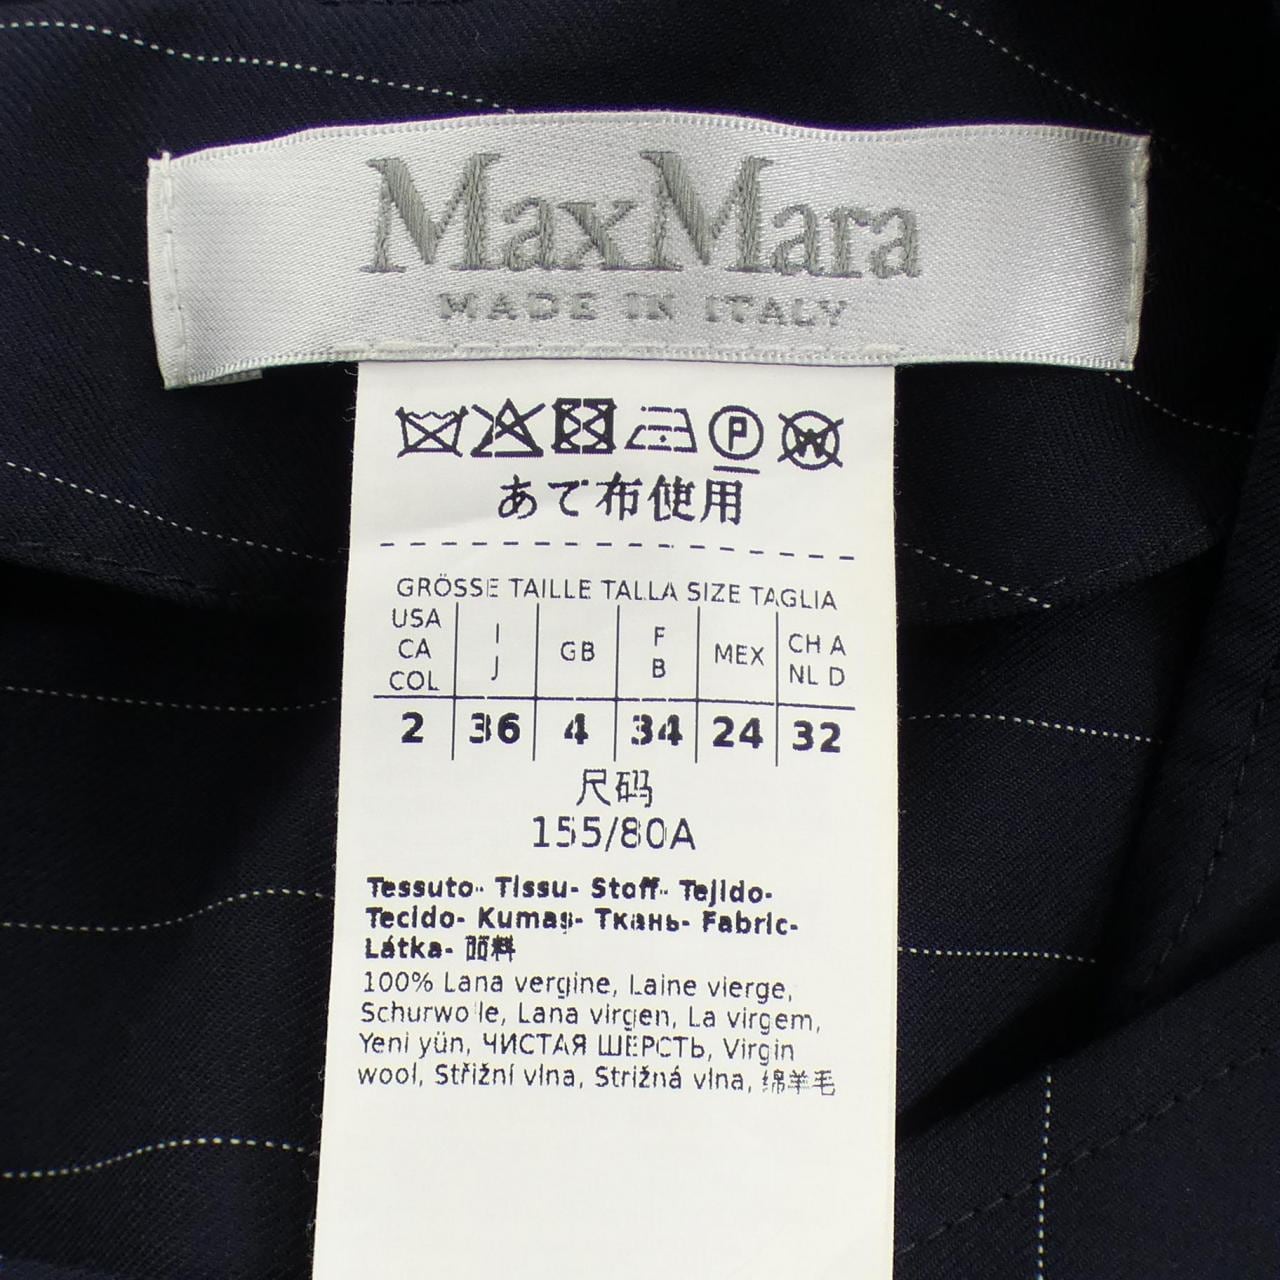 MaxMara
MADE IN ITALY
P W
あて布使用
GRÖSSE TAILLE TALLA SIZE TAGLIA
USA CA COL I J GB F B MEX CH A NL D
2 36 4 34 24 32
尺码
155/80A
Tessuto- Tissu- Stoff- Tejido-
Tecido- Kumaş- Ткань- Fabric-
Látka- 面料
100% Lana vergine, Laine vierge,
Schurwolle, Lana virgen, La virgem,
Yeni yün, ЧИСТАЯ ШЕРСТЬ, Virgin
wool, Střižní vlna, Strižná vlna, 绵羊毛